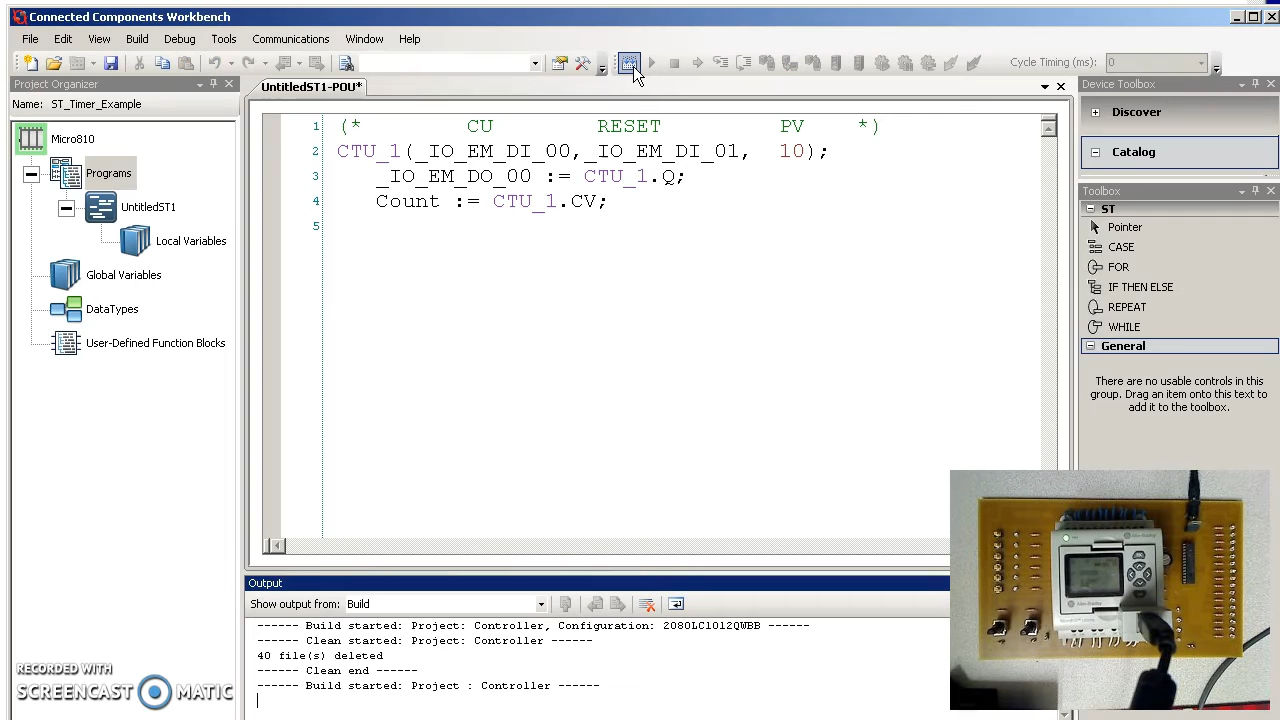 Connected Components Workbench
File Edit View Build Debug Tools Communications Window Help
Cycle Timing (ms): 0
Project Organizer
Name: ST_Timer_Example
Micro810
Programs
UntitledST1
Local Variables
Global Variables
DataTypes
User-Defined Function Blocks
UntitledST1-POU*
1 (* CU RESET PV *)
2 CTU_1(_IO_EM_DI_00,_IO_EM_DI_01, 10);
3 _IO_EM_DO_00 := CTU_1.Q;
4 Count := CTU_1.CV;
5
Device Toolbox
Discover
Catalog
Toolbox
ST
Pointer
CASE
FOR
IF THEN ELSE
REPEAT
WHILE
General
There are no usable controls in this
group. Drag an item onto this text to
add it to the toolbox.
Output
Show output from: Build
------ Build started: Project: Controller, Configuration: 2080LC1012QWBB ------
------ Clean started: Project: Controller ------
40 file(s) deleted
------ Clean end ------
------ Build started: Project : Controller ------
RECORDED WITH
SCREENCAST MATIC
Allen-Bradley